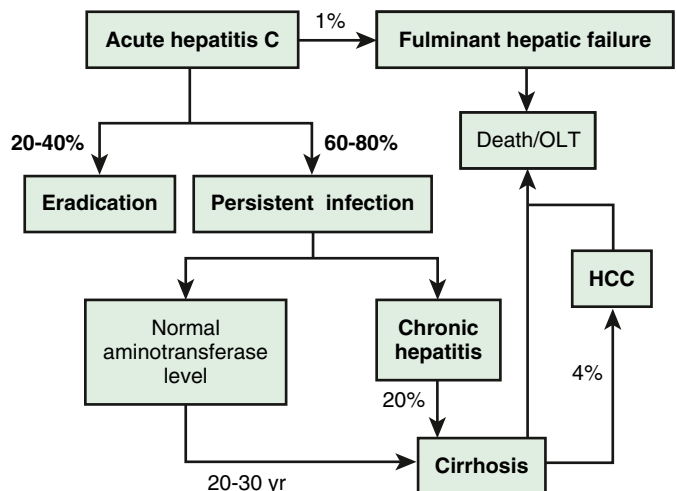 1%
Acute hepatitis C
Fulminant hepatic failure
20-40%
60-80%
Death/OLT
Eradication
Persistent infection
HCC
Normal
aminotransferase
level
Chronic
hepatitis
20%
4%
Cirrhosis
20-30 yr